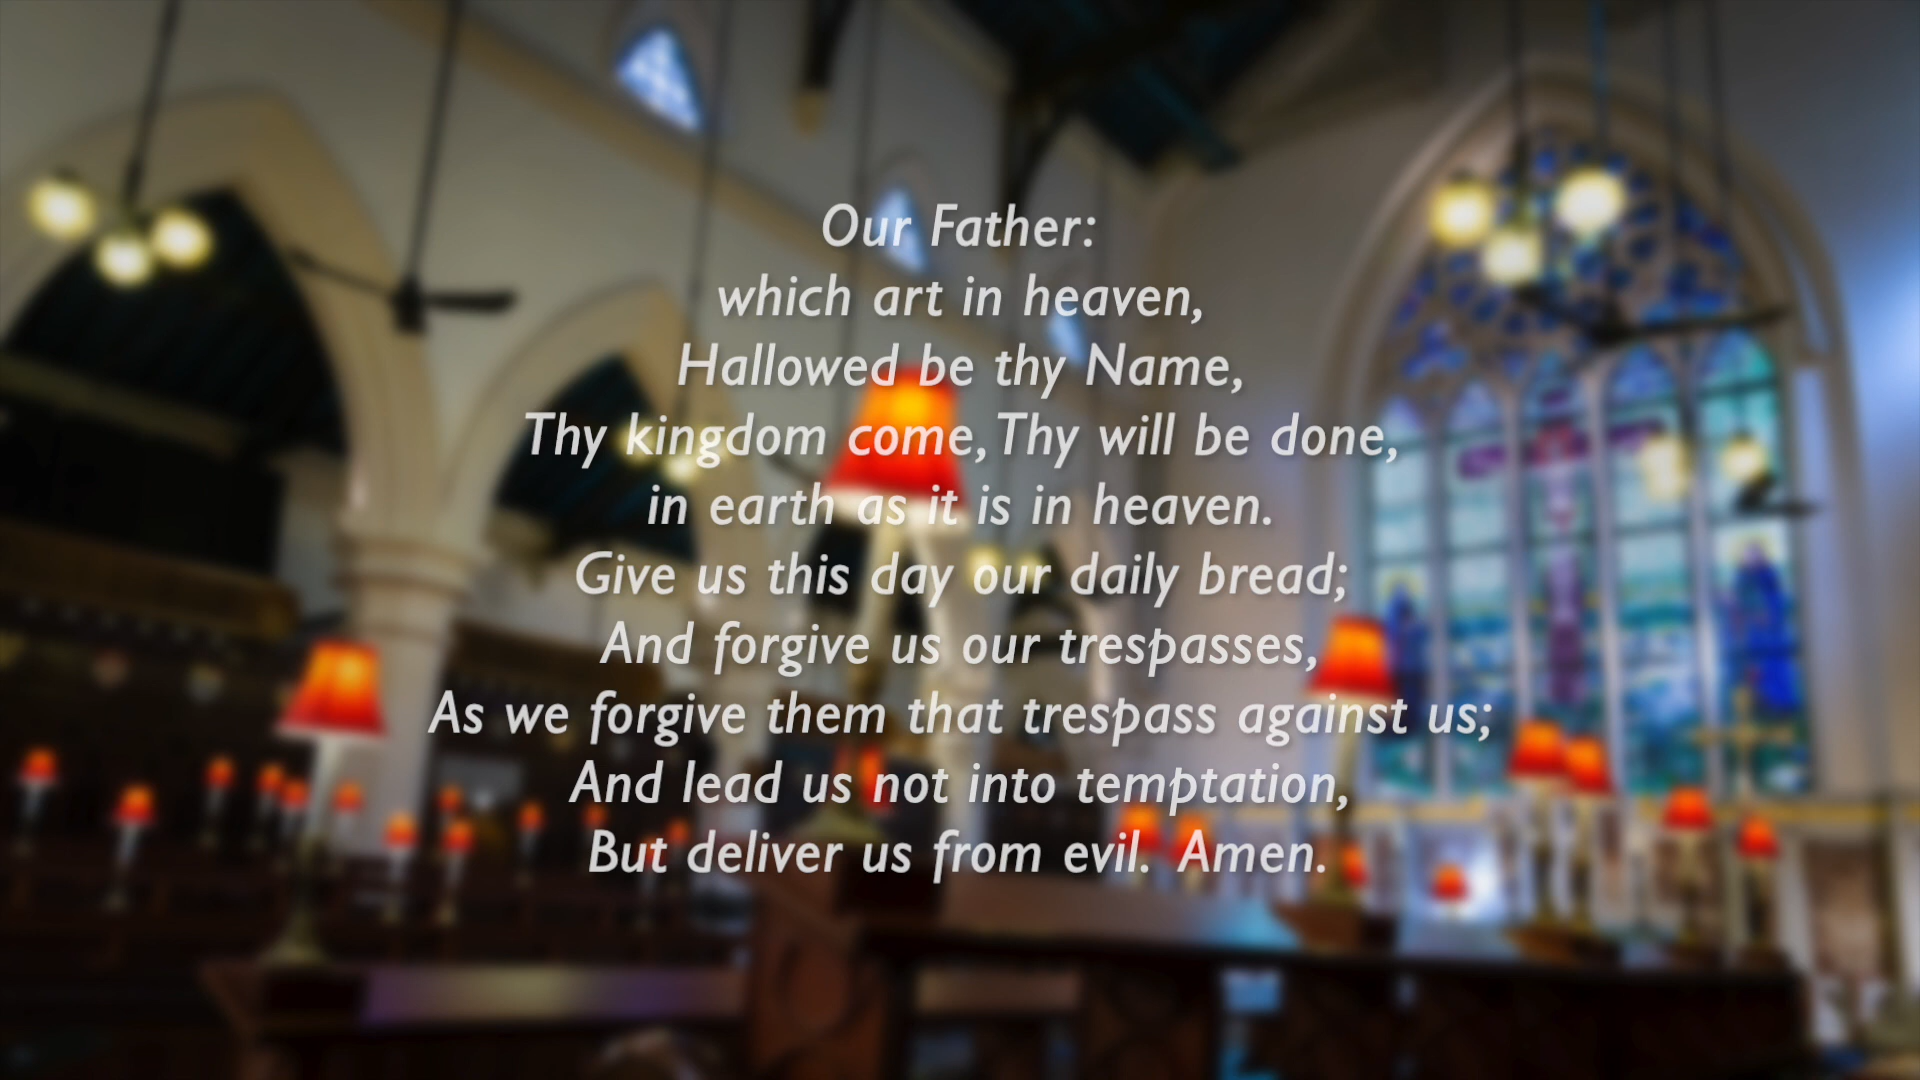 Our Father:
which art in heaven,
Hallowed be thy Name,
Thy kingdom come, Thy will be done,
in earth as it is in heaven.
Give us this day our daily bread;
And forgive us our trespasses,
As we forgive them that trespass against us;
And lead us not into temptation,
But deliver us from evil. Amen.